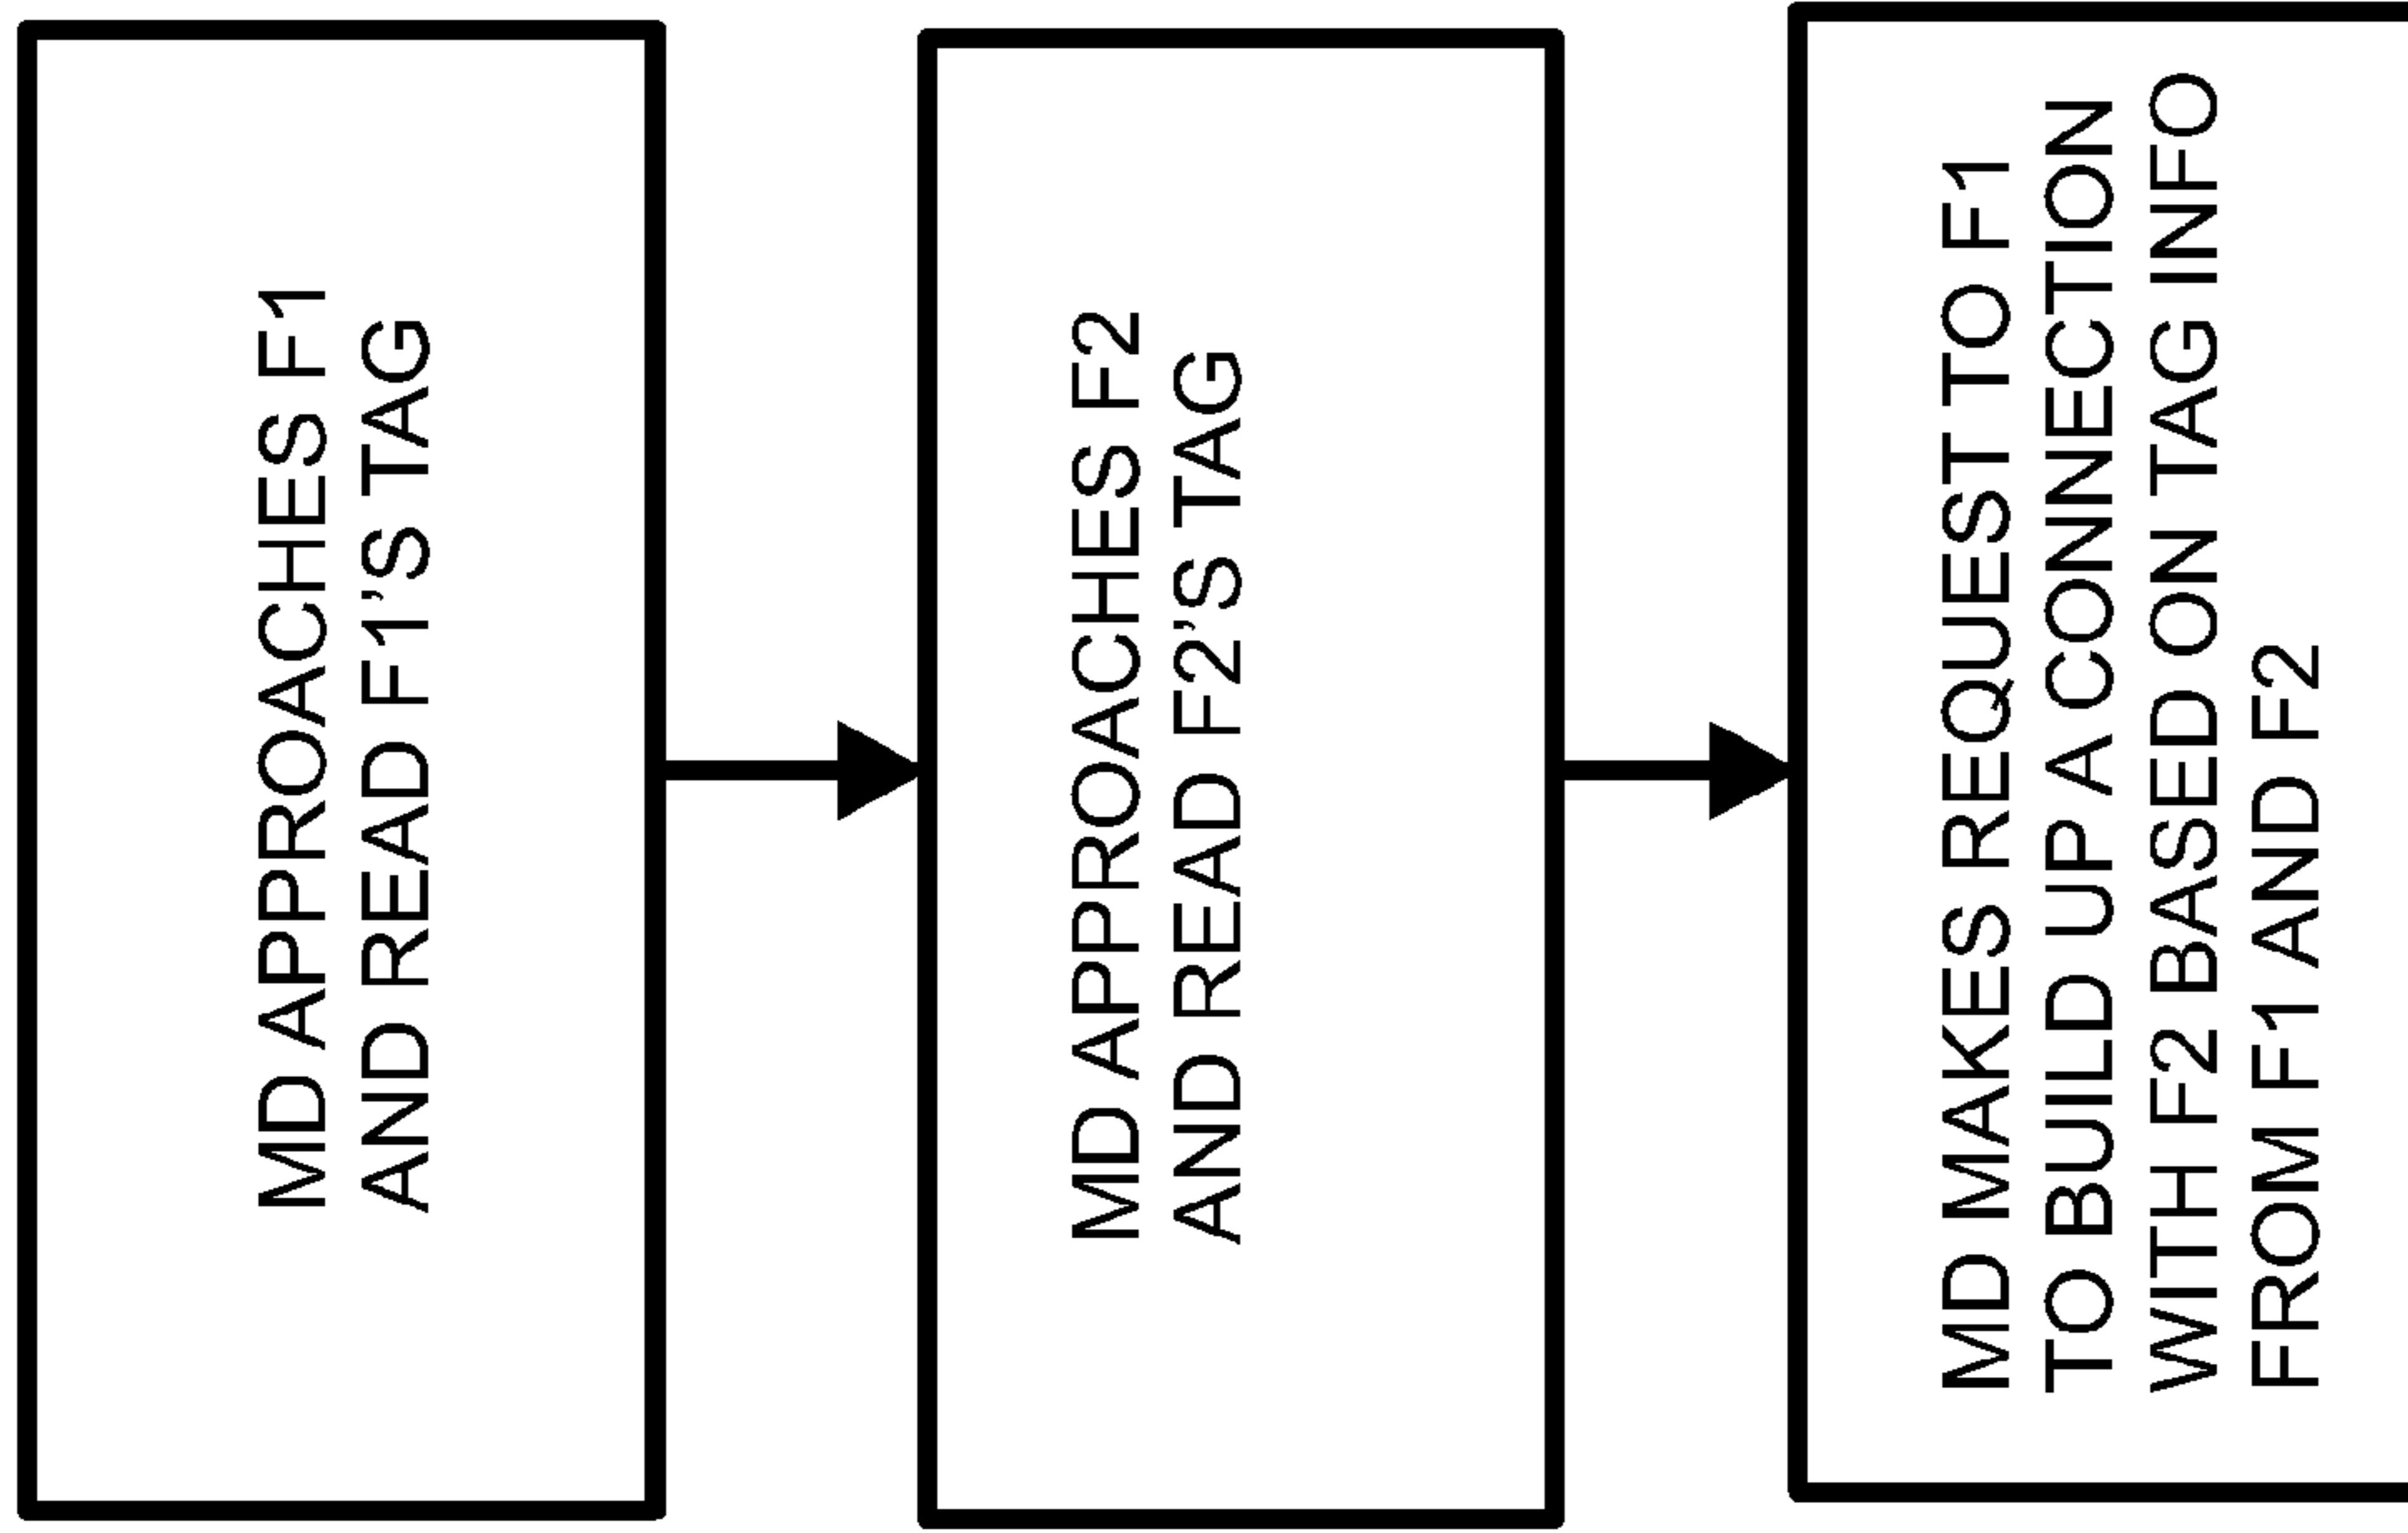 MD APPROACHES F1
AND READ F1'S TAG
MD APPROACHES F2
AND READ F2'S TAG
MD MAKES REQUEST TO F1
TO BUILD UP A CONNECTION
WITH F2 BASED ON TAG INFO
FROM F1 AND F2